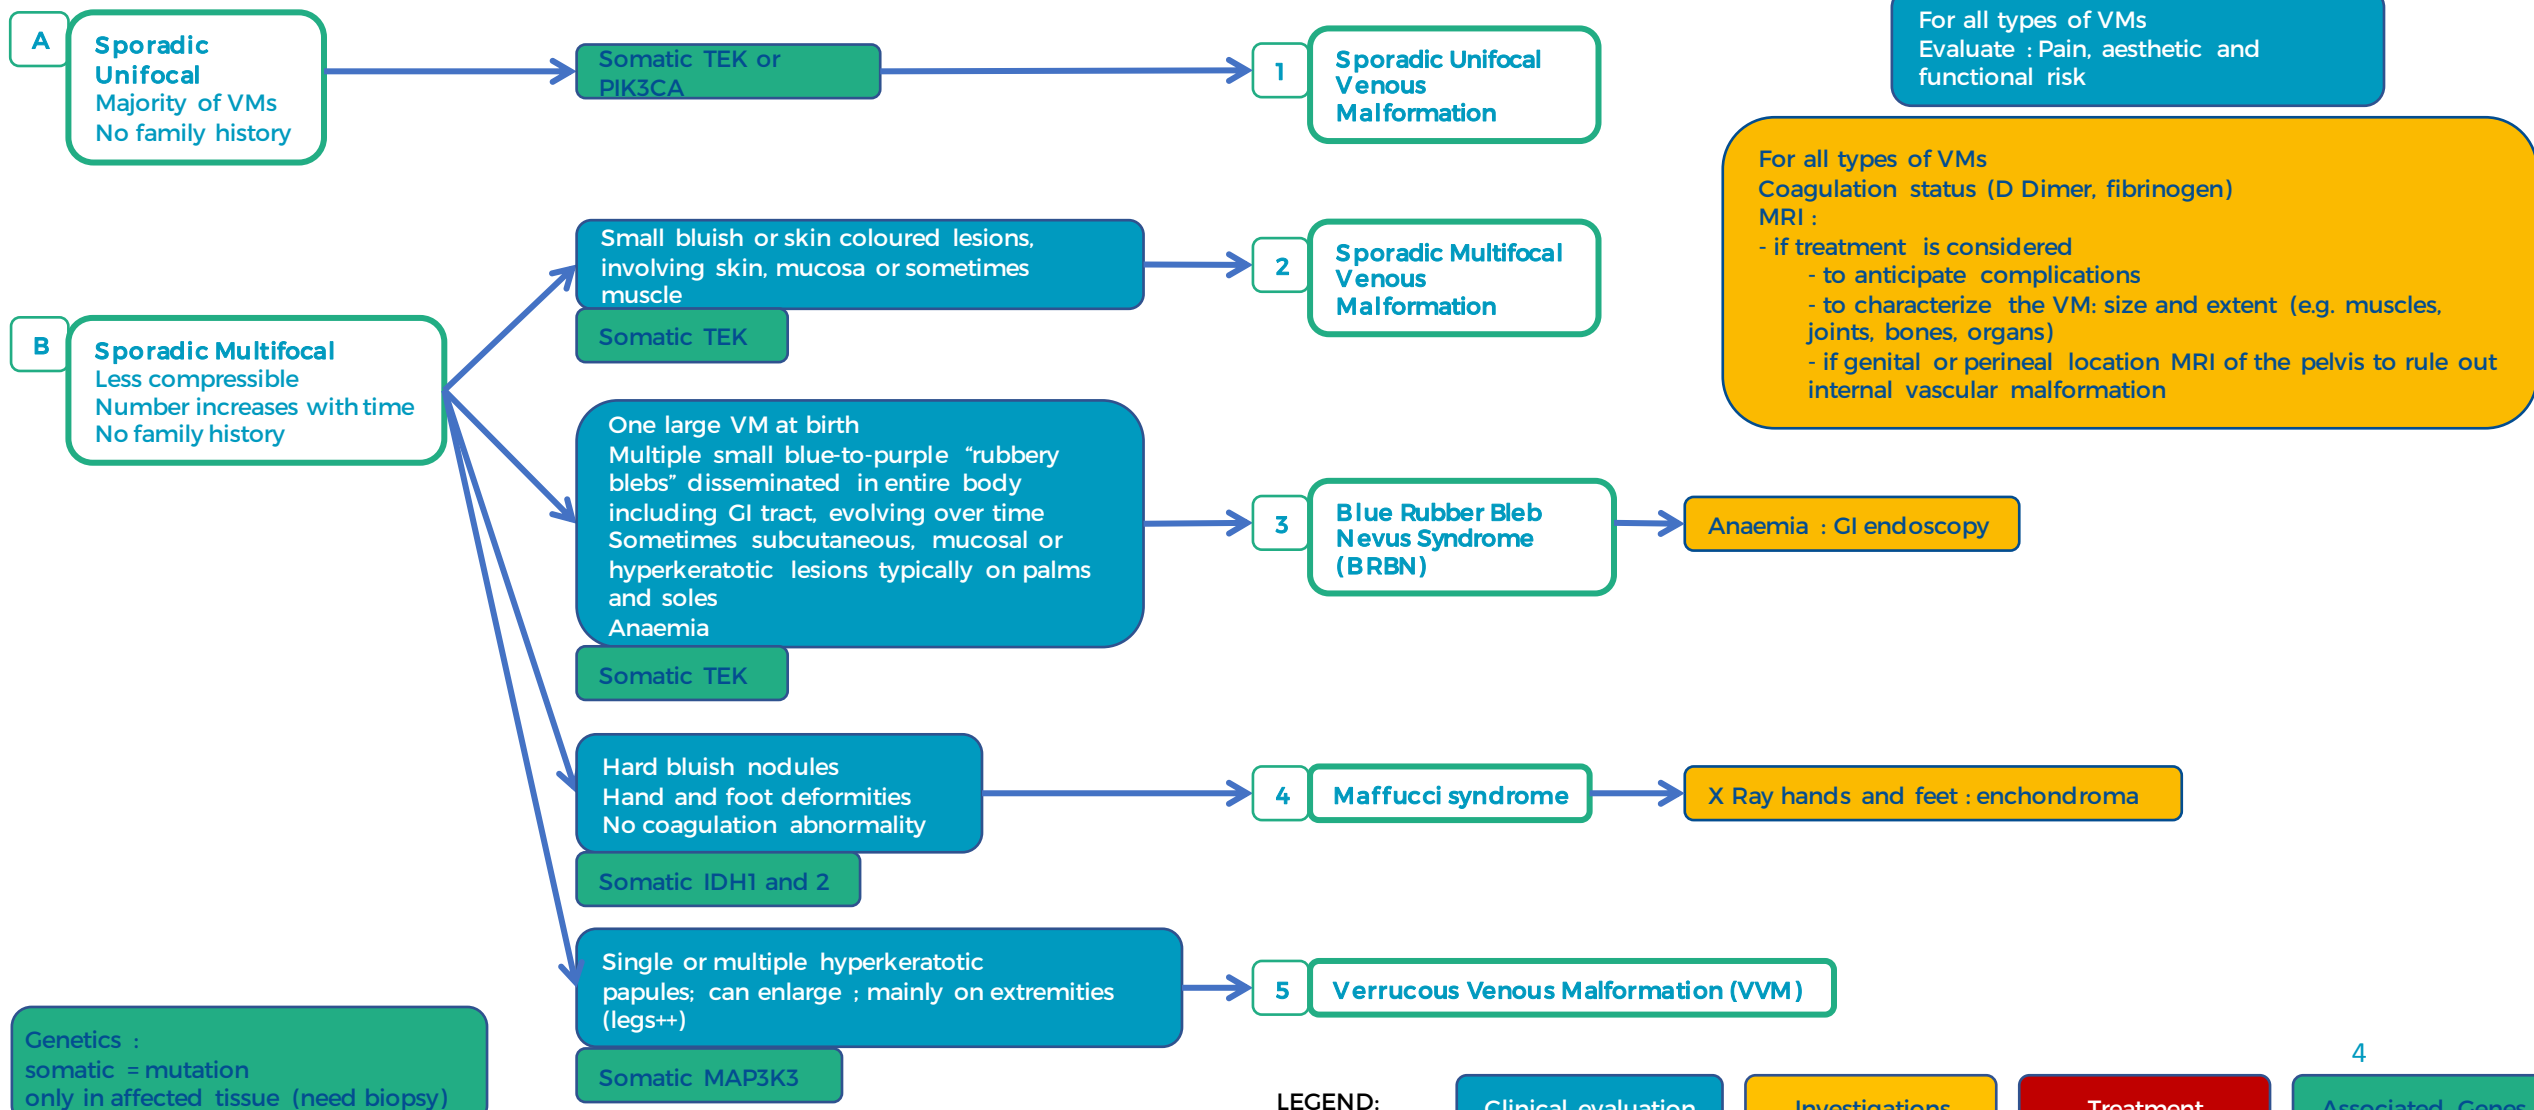 A
Sporadic
Unifocal
Majority of VMs
No family history
Somatic TEK or
PIK3CA
1
Sporadic Unifocal
Venous
Malformation
For all types of VMs
Evaluate : Pain, aesthetic and
functional risk
For all types of VMs
Coagulation status (D Dimer, fibrinogen)
MRI :
- if treatment is considered
- to anticipate complications
- to characterize the VM: size and extent (e.g. muscles,
joints, bones, organs)
- if genital or perineal location MRI of the pelvis to rule out
internal vascular malformation
B
Sporadic Multifocal
Less compressible
Number increases with time
No family history
Small bluish or skin coloured lesions,
involving skin, mucosa or sometimes
muscle
Somatic TEK
2
Sporadic Multifocal
Venous
Malformation
One large VM at birth
Multiple small blue-to-purple “rubbery
blebs” disseminated in entire body
including GI tract, evolving over time
Sometimes subcutaneous, mucosal or
hyperkeratotic lesions typically on palms
and soles
Anaemia
Somatic TEK
3
Blue Rubber Bleb
Nevus Syndrome
(BRBN)
Anaemia : GI endoscopy
Hard bluish nodules
Hand and foot deformities
No coagulation abnormality
Somatic IDH1 and 2
4
Maffucci syndrome
X Ray hands and feet : enchondroma
Single or multiple hyperkeratotic
papules; can enlarge ; mainly on extremities
(legs++)
Somatic MAP3K3
5
Verrucous Venous Malformation (VVM)
Genetics :
somatic = mutation
only in affected tissue (need biopsy)
4
LEGEND:
Clinical evaluation
Investigations
Treatment
Associated Genes